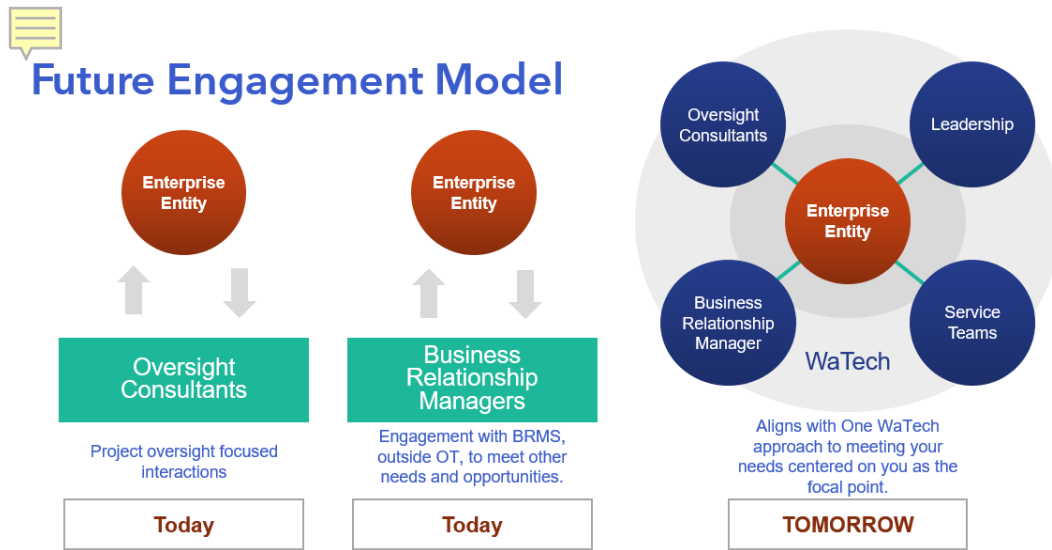 Future Engagement Model
Enterprise
Entity
Oversight
Consultants
Project oversight focused
interactions
Today
Enterprise
Entity
Business
Relationship
Managers
Engagement with BRMS,
outside OT, to meet other
needs and opportunities.
Today
Oversight
Consultants
Leadership
Enterprise
Entity
Business
Relationship
Manager
Service
Teams
WaTech
Aligns with One WaTech
approach to meeting your
needs centered on you as the
focal point.
TOMORROW